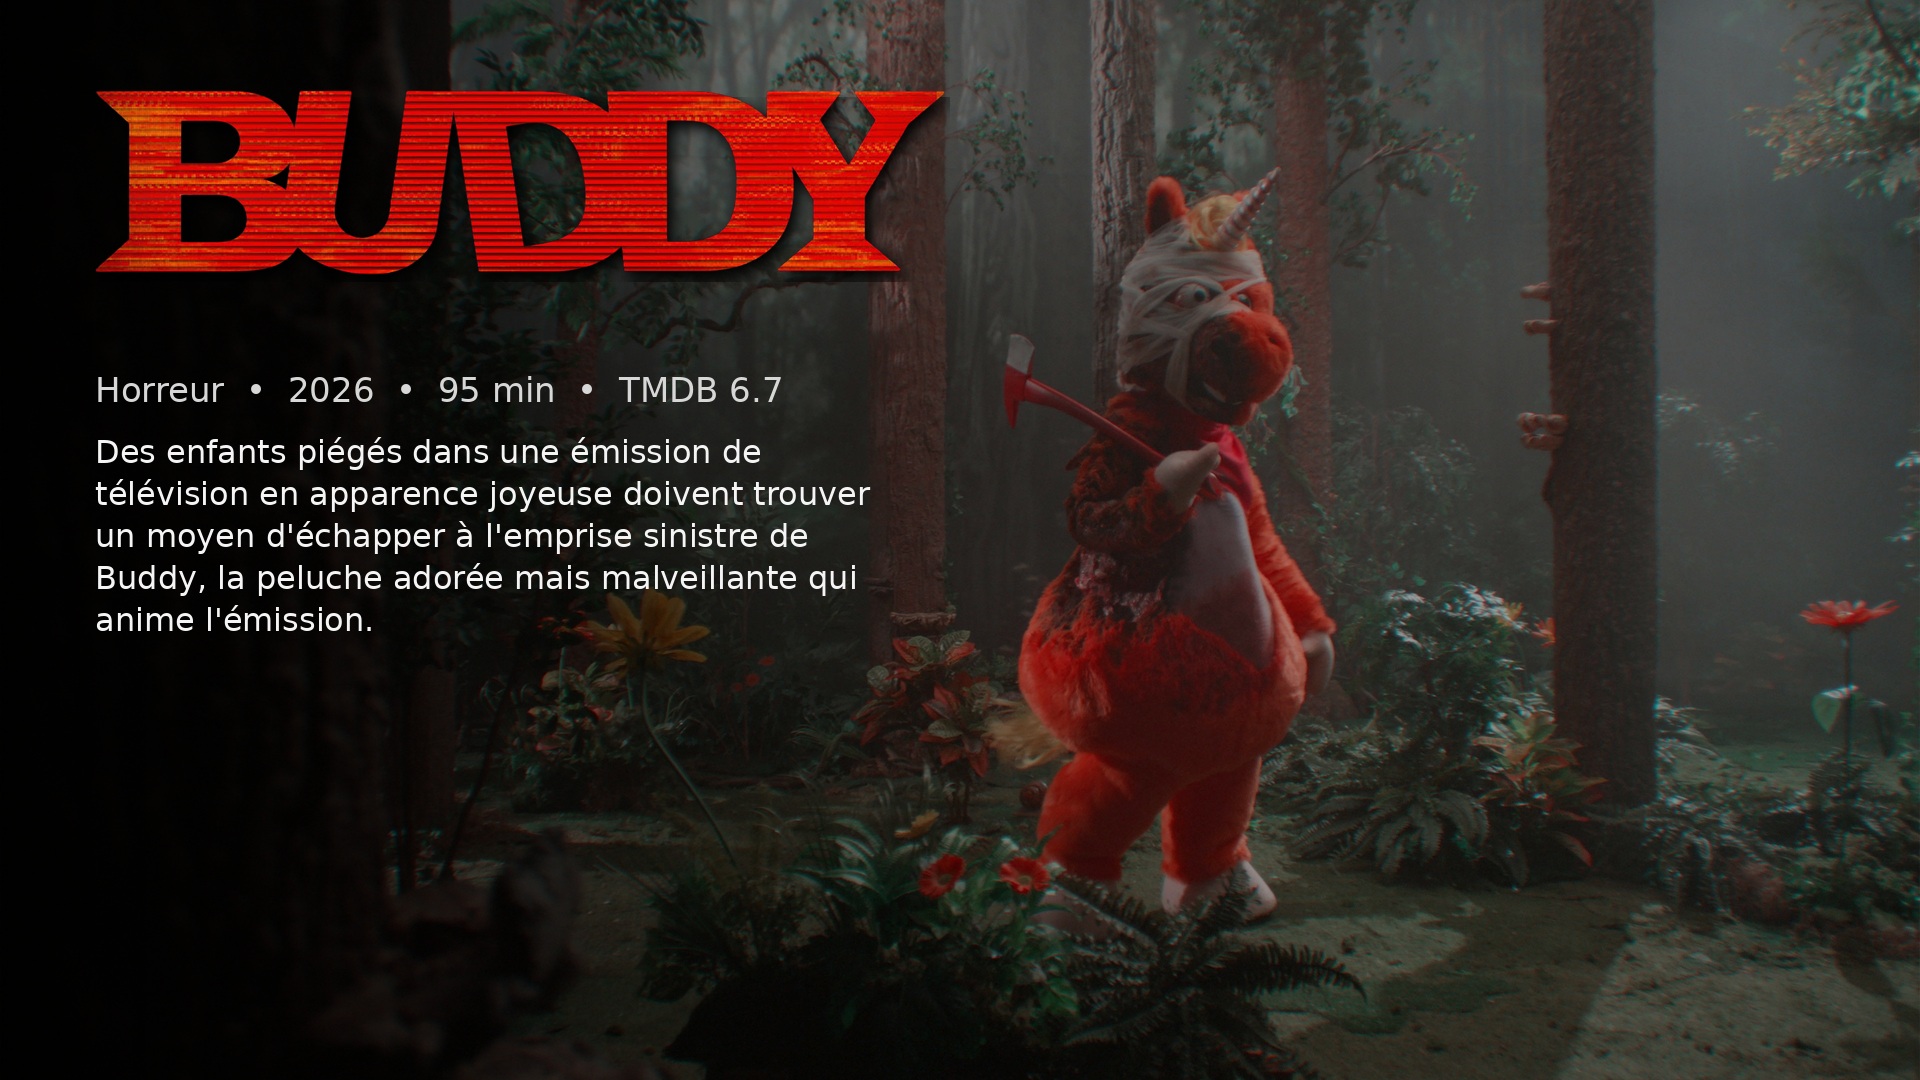 BUDDY
Horreur • 2026 • 95 min • TMDB 6.7
Des enfants piégés dans une émission de
télévision en apparence joyeuse doivent trouver
un moyen d'échapper à l'emprise sinistre de
Buddy, la peluche adorée mais malveillante qui
anime l'émission.